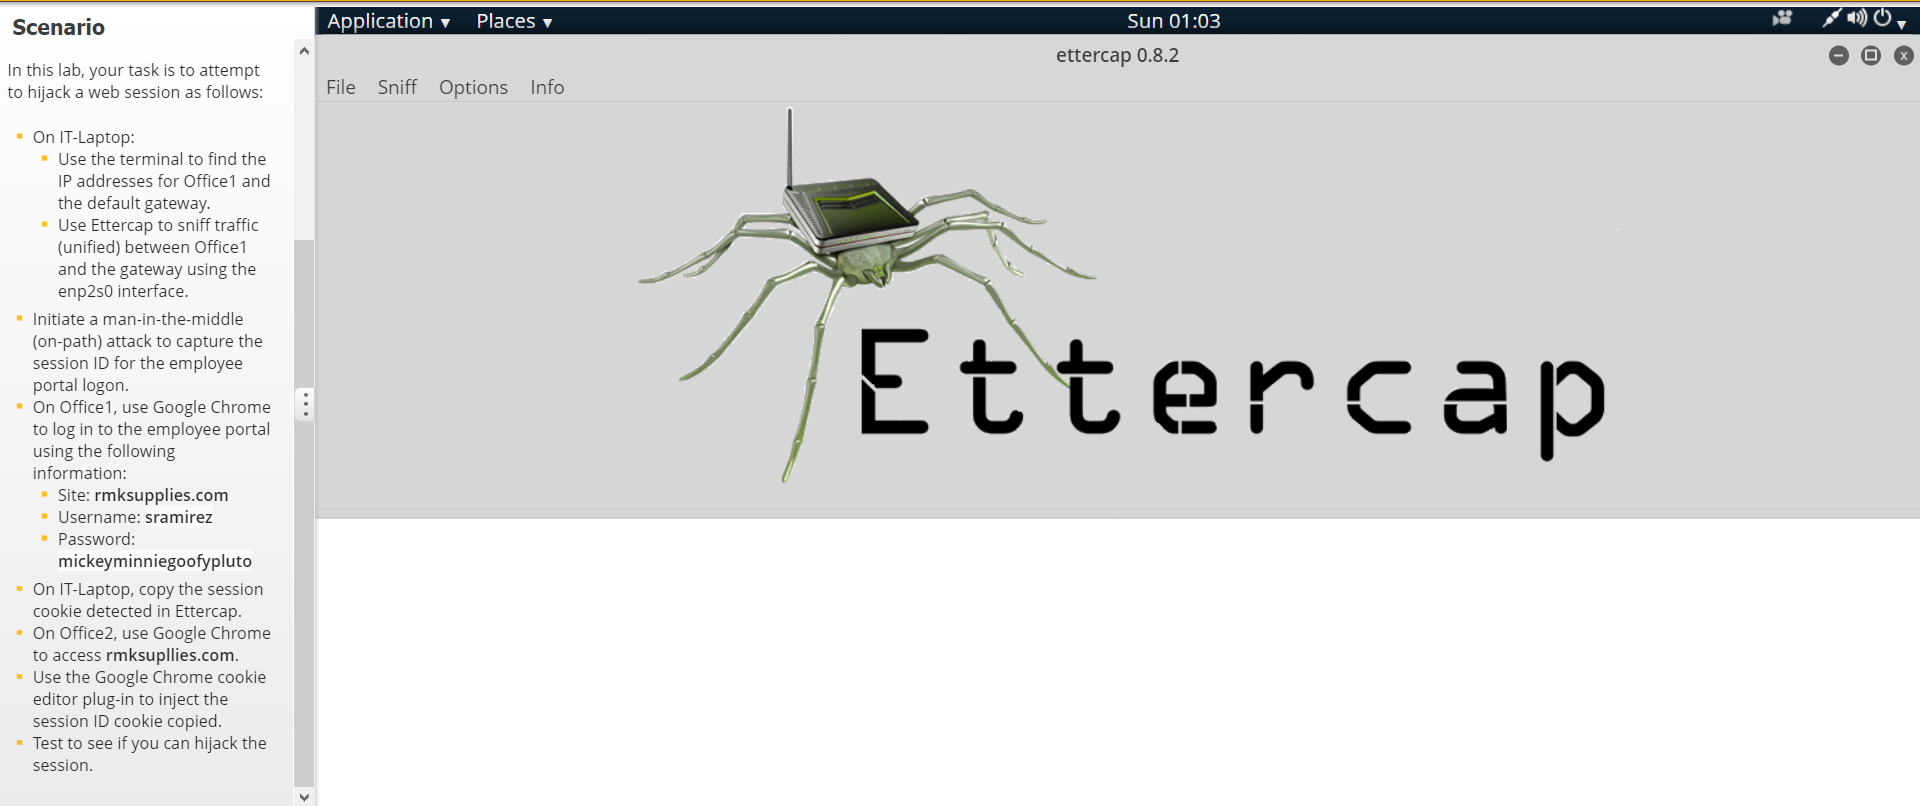 Scenario
In this lab, your task is to attempt
to hijack a web session as follows:
On IT-Laptop:
Use the terminal to find the
IP addresses for Office1 and
the default gateway.
Use Ettercap to sniff traffic
(unified) between Office1
and the gateway using the
enp2s0 interface.
Initiate a man-in-the-middle
(on-path) attack to capture the
session ID for the employee
portal logon.
On Office1, use Google Chrome
to log in to the employee portal
using the following
information:
Site: rmksupplies.com
Username: sramirez
Password:
mickeyminniegoofypluto
On IT-Laptop, copy the session
cookie detected in Ettercap.
On Office2, use Google Chrome
to access rmksupllies.com.
Use the Google Chrome cookie
editor plug-in to inject the
session ID cookie copied.
Test to see if you can hijack the
session.
Application Places Sun 01:03
ettercap 0.8.2
File Sniff Options Info
Ettercap